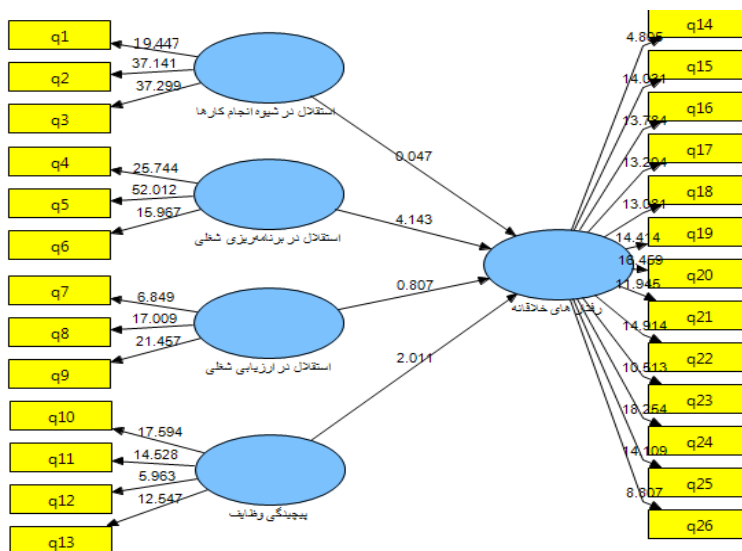 q1
q2
q3
q4
q5
q6
q7
q8
q9
q10
q11
q12
q13
19.447
37.141
37.299
25.744
52.012
15.967
6.849
17.009
21.457
17.594
14.528
5.963
12.547
استقلال در شیوه انجام کارها
استقلال در برنامه‌ریزی شغلی
استقلال در ارزیابی شغلی
پیچیدگی وظایف
0.047
4.143
0.807
2.011
رفتار های خلاقانه
4.805
14.031
13.784
13.294
13.081
14.414
16.459
11.945
14.914
10.513
18.254
14.109
8.807
q14
q15
q16
q17
q18
q19
q20
q21
q22
q23
q24
q25
q26